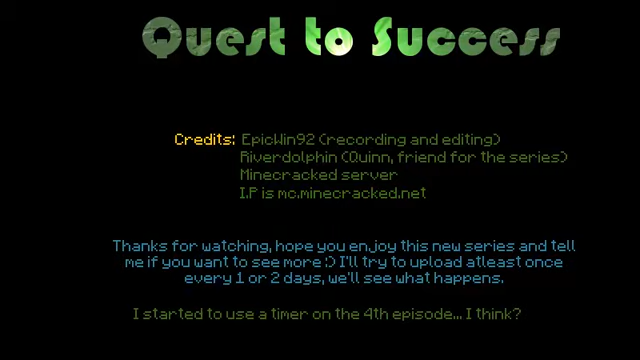 Quest to Success
Credits: EpicWin92 (recording and editing)
Riverdolphin (Quinn, friend for the series)
Minecracked server
I.P is mc.minecracked.net
Thanks for watching, hope you enjoy this new series and tell
me if you want to see more :) I'll try to upload atleast once
every 1 or 2 days, we'll see what happens.
I started to use a timer on the 4th episode... I think?